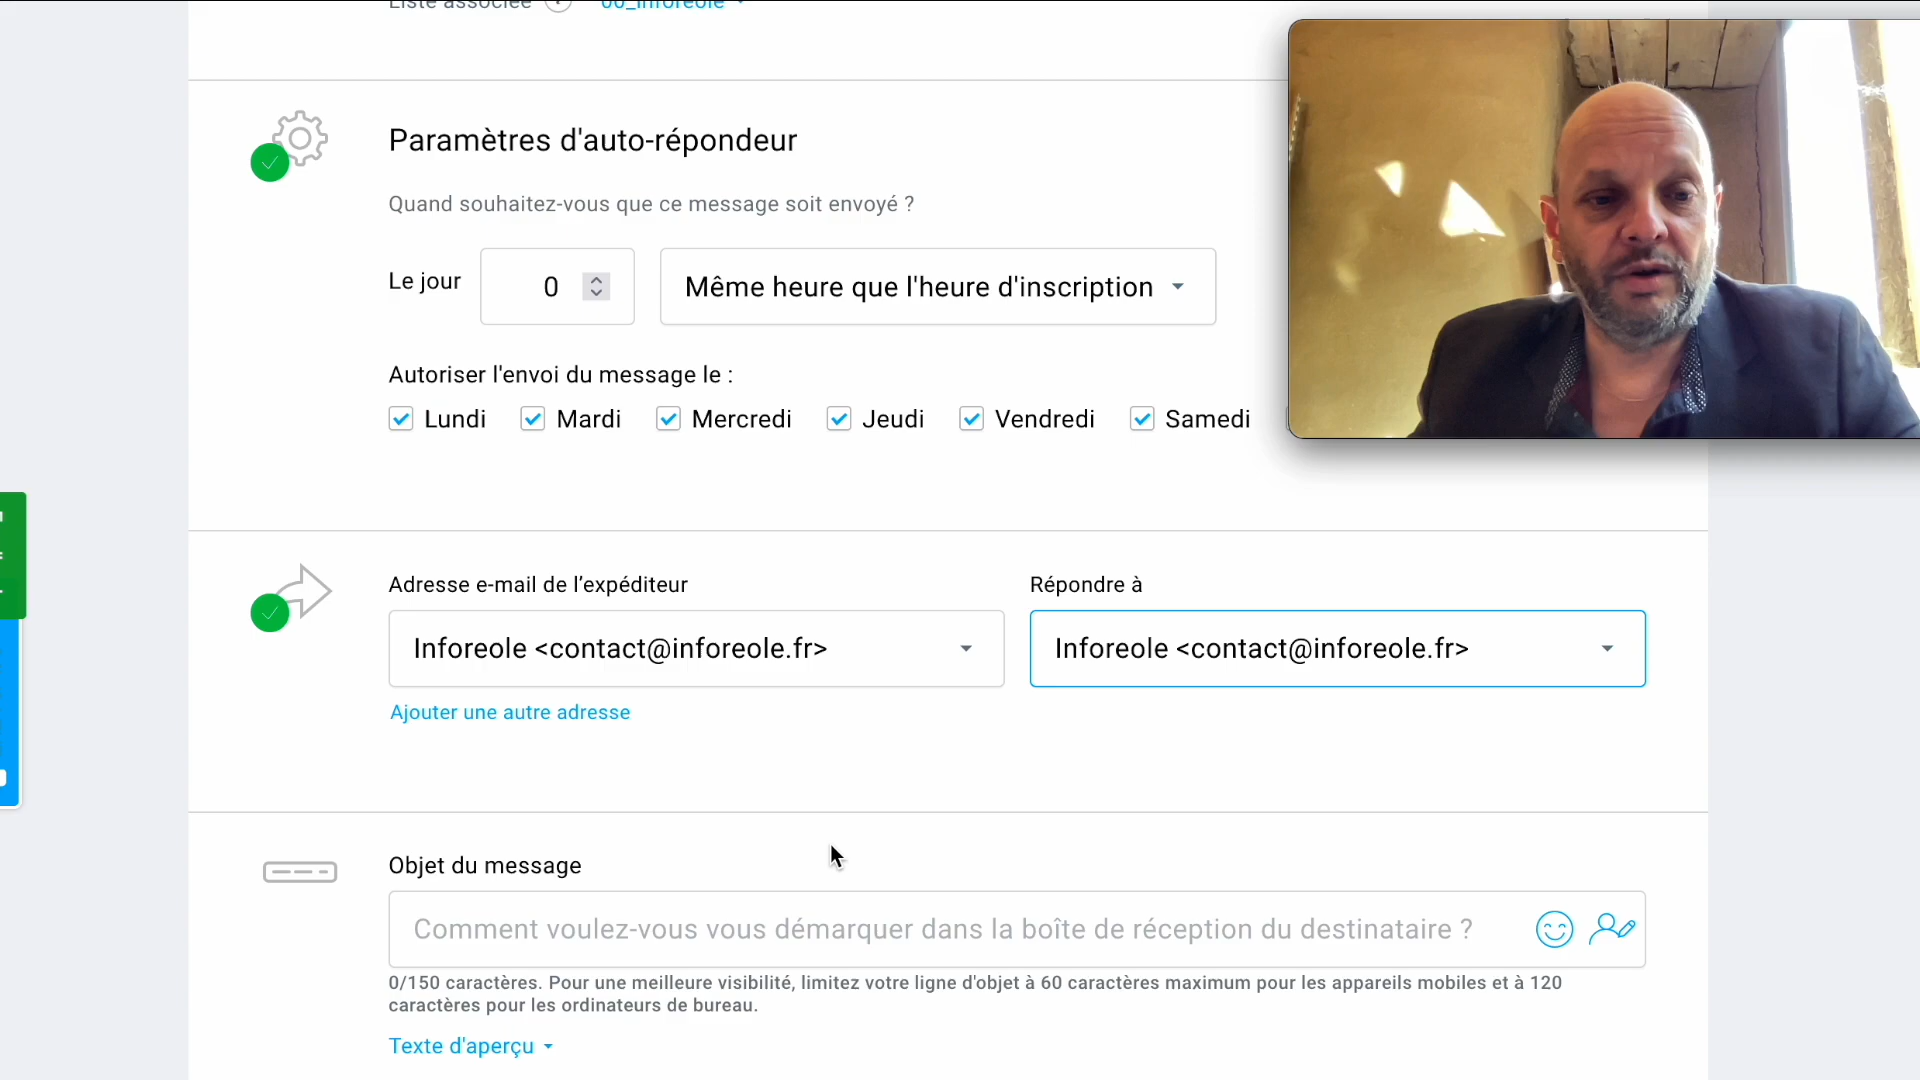 Liste associée 00_inforeole
Paramètres d'auto-répondeur
Quand souhaitez-vous que ce message soit envoyé ?
Le jour 0 Même heure que l'heure d'inscription
Autoriser l'envoi du message le :
Lundi Mardi Mercredi Jeudi Vendredi Samedi
Adresse e-mail de l’expéditeur Répondre à
Inforeole <contact@inforeole.fr> Inforeole <contact@inforeole.fr>
Ajouter une autre adresse
Objet du message
Comment voulez-vous vous démarquer dans la boîte de réception du destinataire ?
0/150 caractères. Pour une meilleure visibilité, limitez votre ligne d'objet à 60 caractères maximum pour les appareils mobiles et à 120
caractères pour les ordinateurs de bureau.
Texte d'aperçu